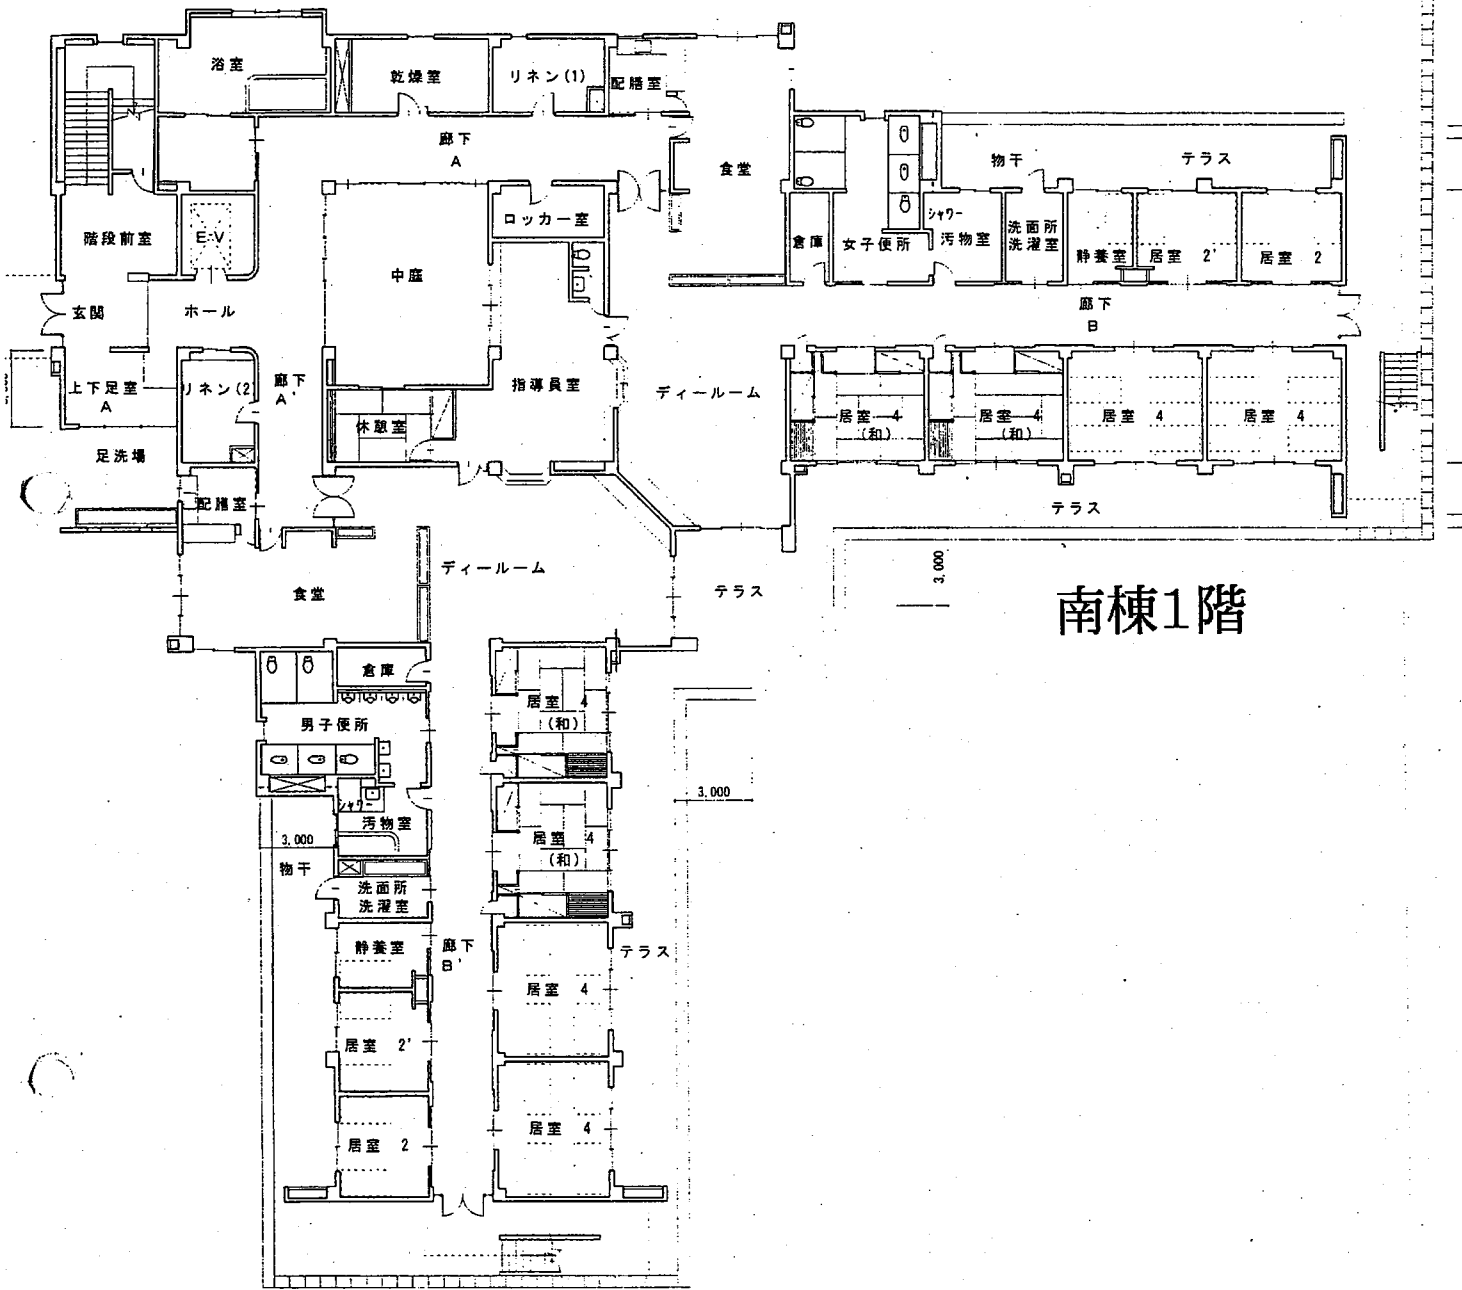 浴室
乾燥室
リネン(1)
配膳室
廊下
A
食堂
物干
テラス
階段前室
E・V
ロッカー室
中庭
倉庫
女子便所
シャワー
汚物室
洗面所
洗濯室
静養室
居室 2'
居室 2
玄関
ホール
廊下
B
上下足室
A
リネン(2)
廊下
A'
休憩室
指導員室
ディールーム
居室 4
(和)
居室 4
(和)
居室 4
居室 4
足洗場
配膳室
テラス
食堂
ディールーム
テラス
3,000
南棟1階
倉庫
男子便所
居室 4
(和)
シャワー
汚物室
3,000
3,000
居室 4
(和)
物干
洗面所
洗濯室
静養室
廊下
B'
テラス
居室 4
居室 2'
居室 2
居室 4